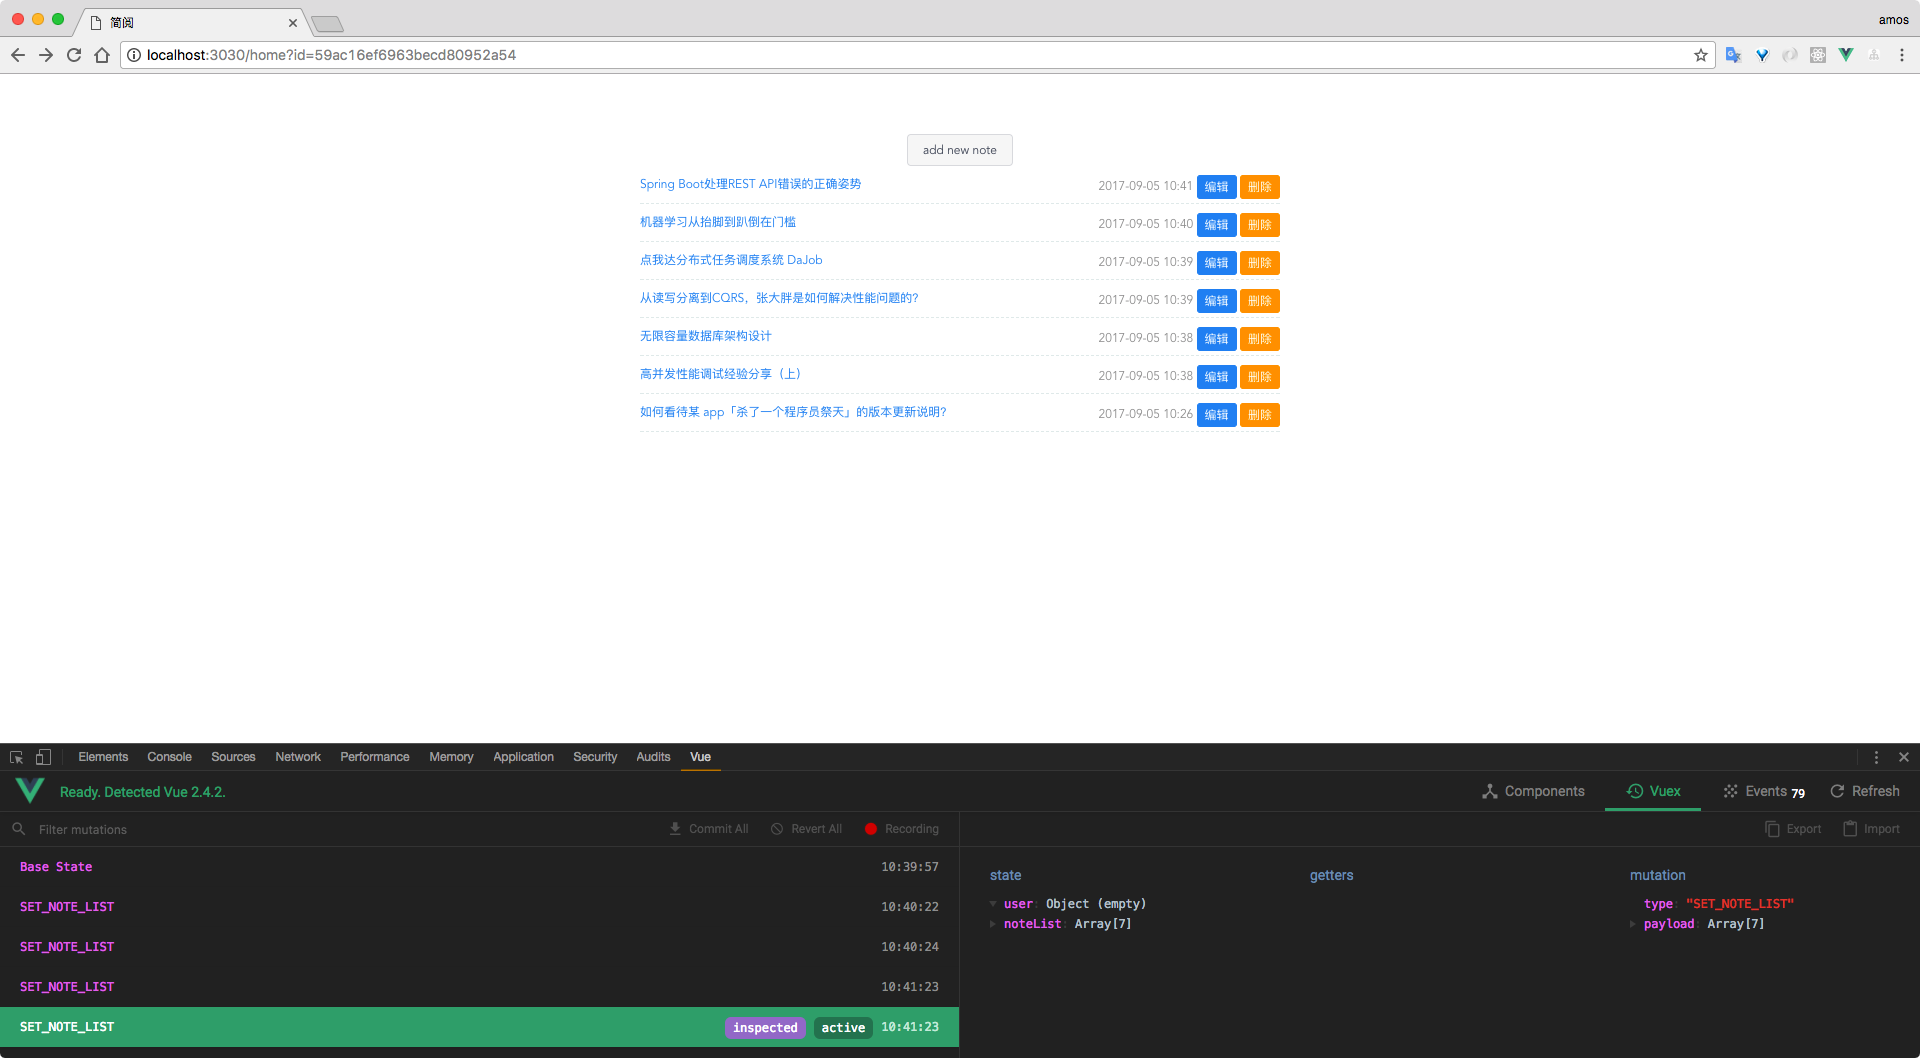 简阅
amos
localhost:3030/home?id=59ac16ef6963becd80952a54
add new note
Spring Boot处理REST API错误的正确姿势 2017-09-05 10:41 编辑 删除
机器学习从抬脚到趴倒在门槛 2017-09-05 10:40 编辑 删除
点我达分布式任务调度系统 DaJob 2017-09-05 10:39 编辑 删除
从读写分离到CQRS，张大胖是如何解决性能问题的？ 2017-09-05 10:39 编辑 删除
无限容量数据库架构设计 2017-09-05 10:38 编辑 删除
高并发性能调试经验分享（上） 2017-09-05 10:38 编辑 删除
如何看待某 app「杀了一个程序员祭天」的版本更新说明？ 2017-09-05 10:26 编辑 删除
Elements Console Sources Network Performance Memory Application Security Audits Vue
Ready. Detected Vue 2.4.2. Components Vuex Events 79 Refresh
Filter mutations Commit All Revert All Recording Export Import
Base State 10:39:57
SET_NOTE_LIST 10:40:22
SET_NOTE_LIST 10:40:24
SET_NOTE_LIST 10:41:23
SET_NOTE_LIST inspected active 10:41:23
state
user: Object (empty)
noteList: Array[7]
getters
mutation
type: "SET_NOTE_LIST"
payload: Array[7]